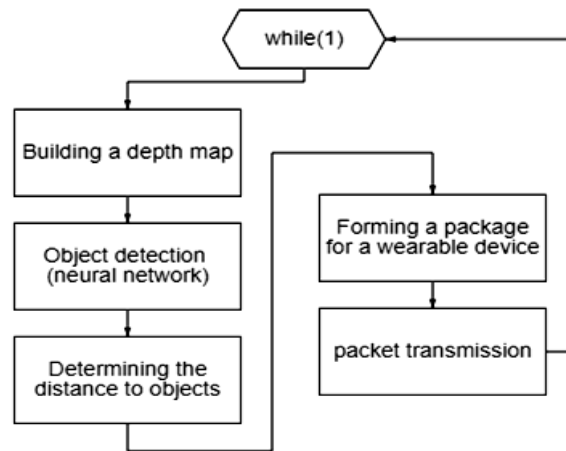 while(1)
Building a depth map
Object detection
(neural network)
Determining the
distance to objects
Forming a package
for a wearable device
packet transmission